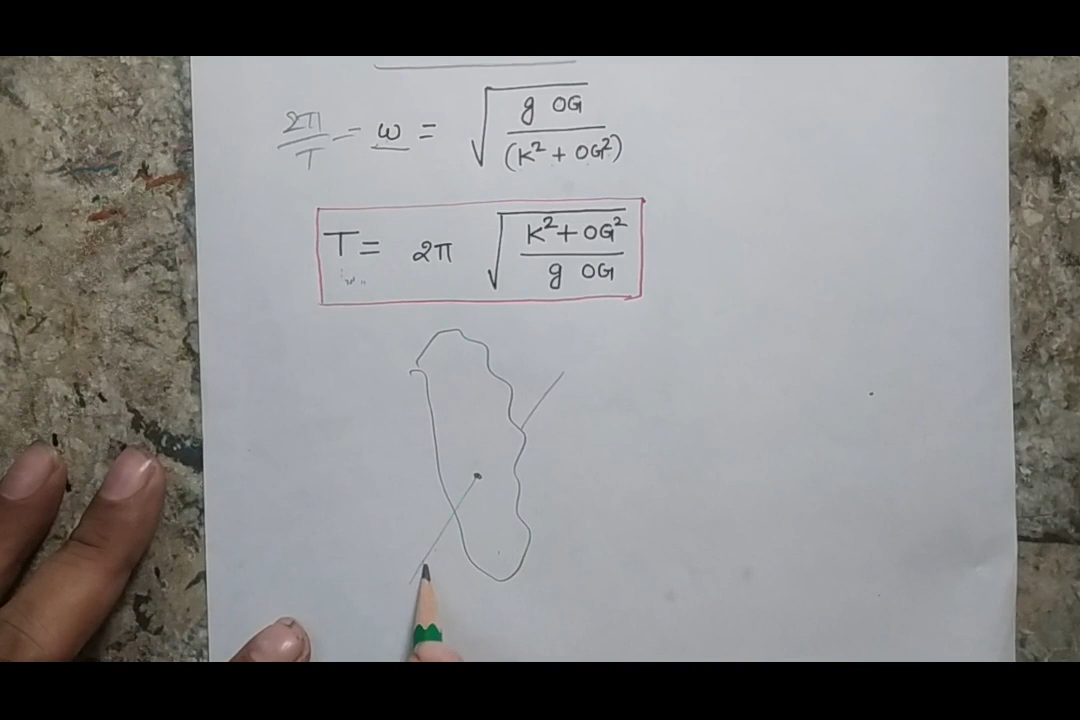 2π/T = ω = √(g OG/(K² + OG²))
T = 2π √(K² + OG²/g OG)